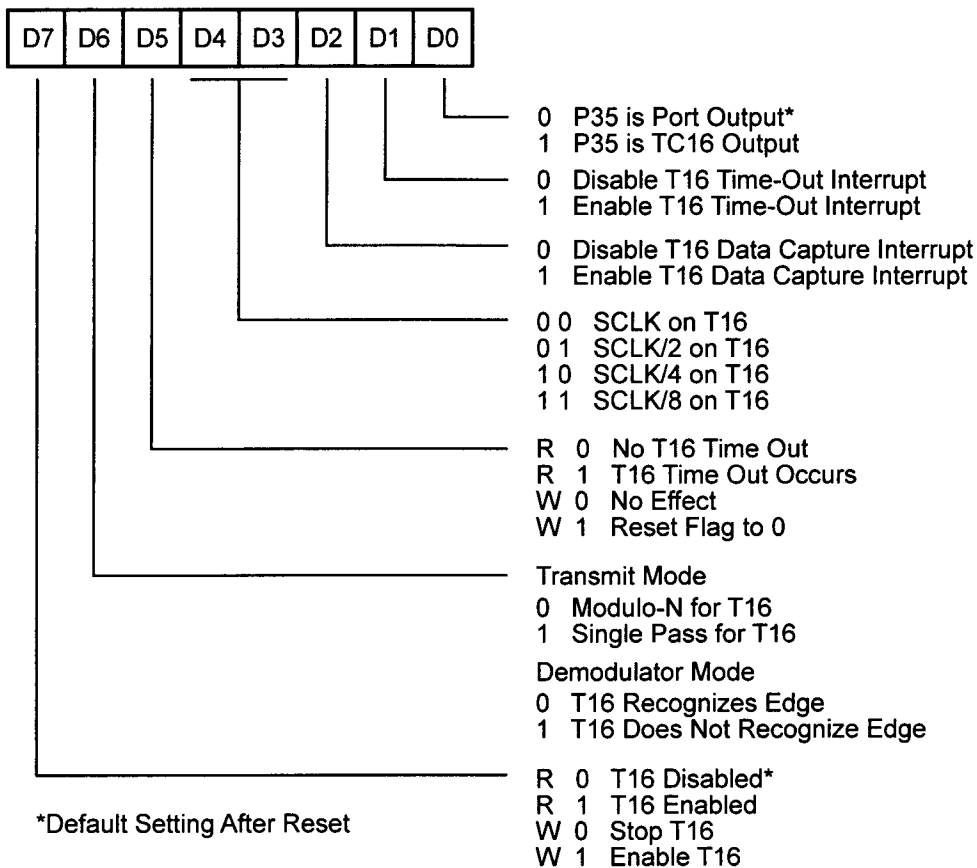 D7 D6 D5 D4 D3 D2 D1 D0
0 P35 is Port Output*
1 P35 is TC16 Output
0 Disable T16 Time-Out Interrupt
1 Enable T16 Time-Out Interrupt
0 Disable T16 Data Capture Interrupt
1 Enable T16 Data Capture Interrupt
0 0 SCLK on T16
0 1 SCLK/2 on T16
1 0 SCLK/4 on T16
1 1 SCLK/8 on T16
R 0 No T16 Time Out
R 1 T16 Time Out Occurs
W 0 No Effect
W 1 Reset Flag to 0
Transmit Mode
0 Modulo-N for T16
1 Single Pass for T16
Demodulator Mode
0 T16 Recognizes Edge
1 T16 Does Not Recognize Edge
R 0 T16 Disabled*
R 1 T16 Enabled
W 0 Stop T16
W 1 Enable T16
*Default Setting After Reset